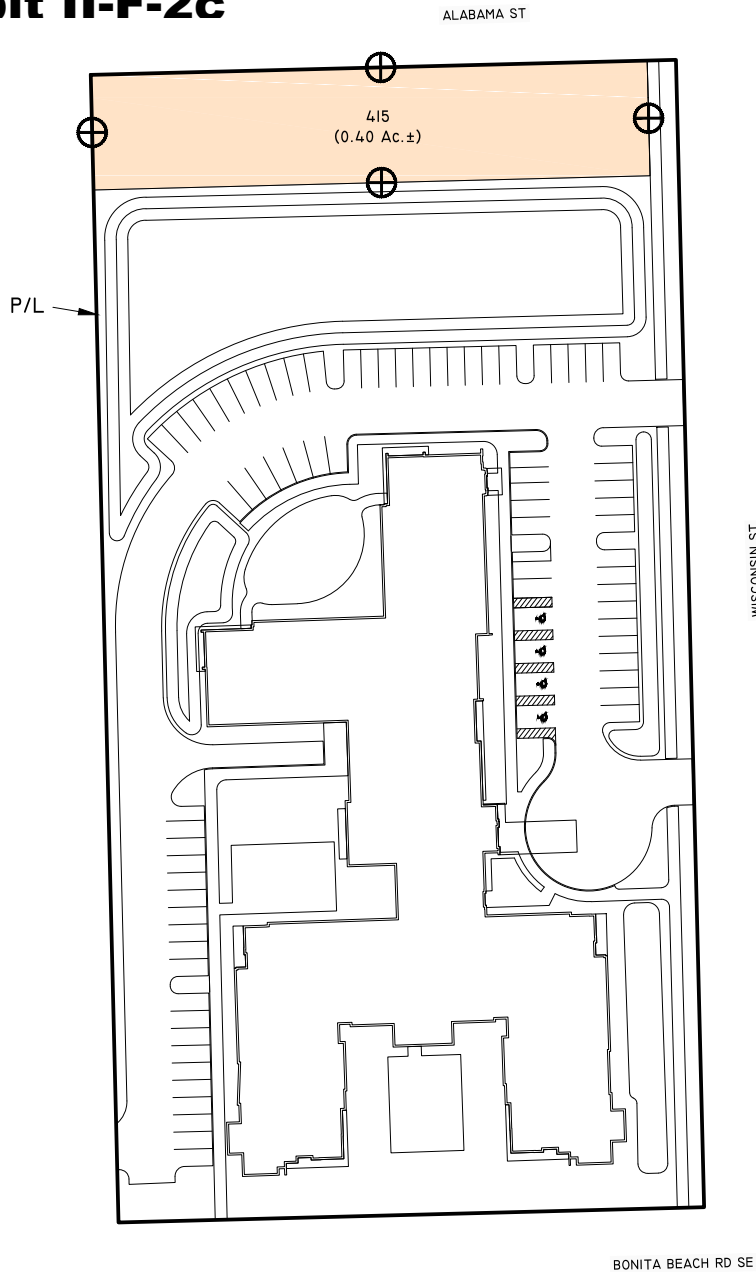 bit II-F-2c
ALABAMA ST
415
(0.40 Ac.±)
P/L
WISCONSIN ST
BONITA BEACH RD SE